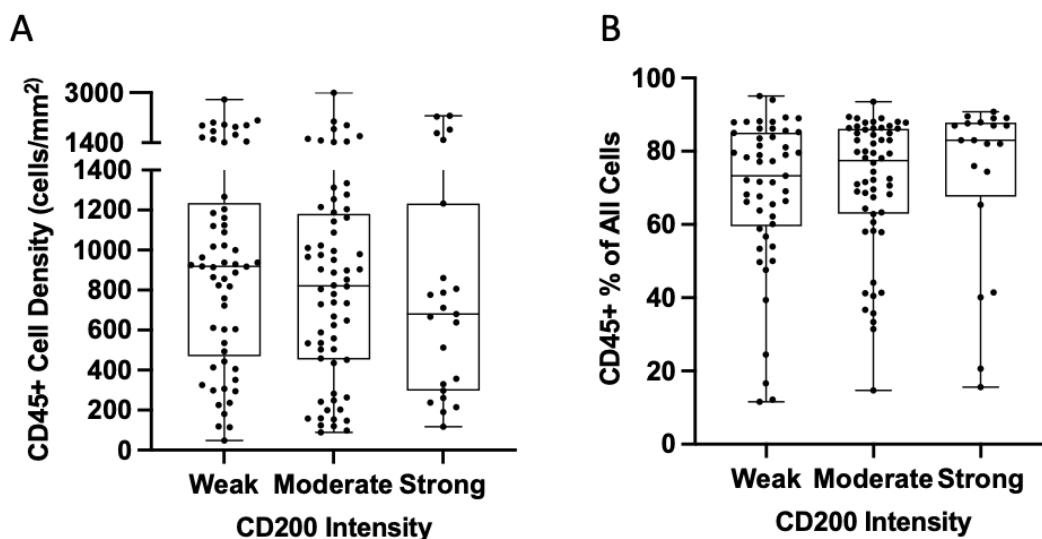 A
CD45+ Cell Density (cells/mm²)
3000
1400
1400
1200
1000
800
600
400
200
0
Weak Moderate Strong
CD200 Intensity
B
CD45+ % of All Cells
100
80
60
40
20
0
Weak Moderate Strong
CD200 Intensity